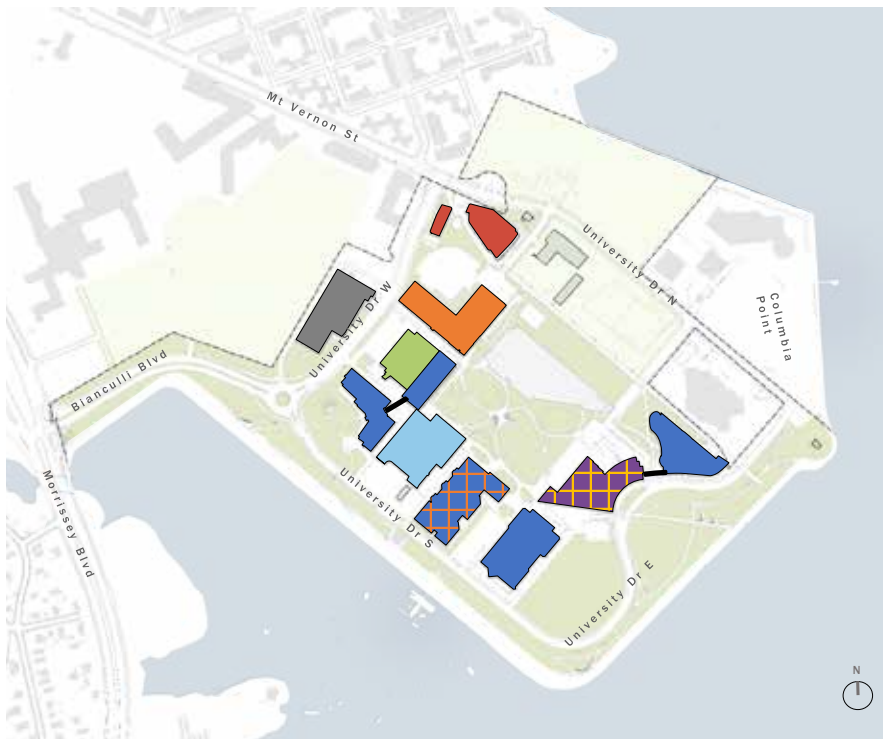 Mt Vernon St
University Dr N
Columbia
Point
University Dr W
Bianculli Blvd
Morrissey Blvd
University Dr S
University Dr E
N